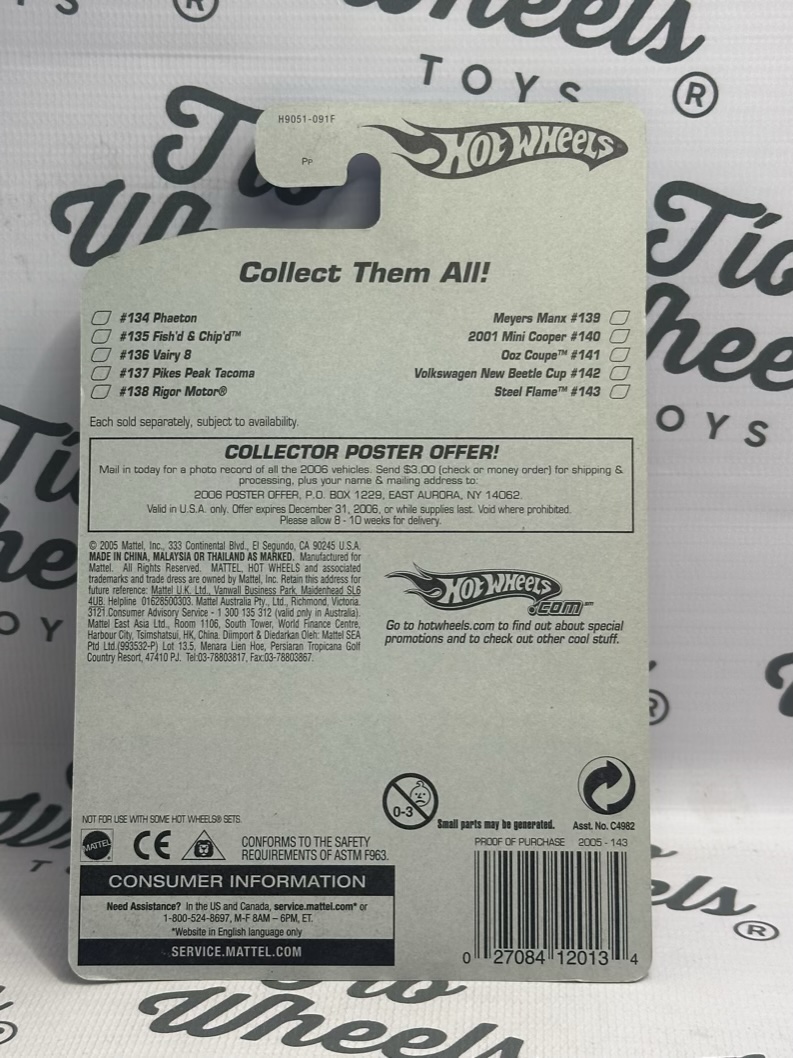 Wheels
TOYS ®
H9051-091F
HOT WHEELS
PP
Tío
Collect Them All!
#134 Phaeton
#135 Fish'd & Chip'd™
#136 Vairy 8
#137 Pikes Peak Tacoma
#138 Rigor Motor®
Meyers Manx #139
2001 Mini Cooper #140
Ooz Coupe™ #141
Volkswagen New Beetle Cup #142
Steel Flame™ #143
Each sold separately, subject to availability.
COLLECTOR POSTER OFFER!
Mail in today for a photo record of all the 2006 vehicles. Send $3.00 (check or money order) for shipping &
processing, plus your name & mailing address to:
2006 POSTER OFFER, P.O. BOX 1229, EAST AURORA, NY 14062.
Valid in U.S.A. only. Offer expires December 31, 2006, or while supplies last. Void where prohibited.
Please allow 8 - 10 weeks for delivery.
© 2005 Mattel, Inc., 333 Continental Blvd., El Segundo, CA 90245 U.S.A.
MADE IN CHINA, MALAYSIA OR THAILAND AS MARKED. Manufactured for
Mattel. All Rights Reserved. MATTEL, HOT WHEELS and associated
trademarks and trade dress are owned by Mattel, Inc. Retain this address for
future reference: Mattel U.K. Ltd., Vanwall Business Park, Maidenhead SL6
4UB. Helpline 01628500303. Mattel Australia Pty., Ltd., Richmond, Victoria.
3121.Consumer Advisory Service - 1 300 135 312 (valid only in Australia).
Mattel East Asia Ltd., Room 1106, South Tower, World Finance Centre,
Harbour City, Tsimshatsui, HK, China. Diimport & Diedarkan Oleh: Mattel SEA
Ptd Ltd.(993532-P) Lot 13.5, Menara Lien Hoe, Persiaran Tropicana Golf
Country Resort, 47410 PJ. Tel:03-78803817, Fax:03-78803867.
HOT WHEELS
.COM℠
Go to hotwheels.com to find out about special
promotions and to check out other cool stuff.
0-3
Small parts may be generated.
Asst. No. C4982
NOT FOR USE WITH SOME HOT WHEELS® SETS.
MATTEL
CE
CONFORMS TO THE SAFETY
REQUIREMENTS OF ASTM F963.
CONSUMER INFORMATION
Need Assistance? In the US and Canada, service.mattel.com* or
1-800-524-8697, M-F 8AM – 6PM, ET.
*Website in English language only
SERVICE.MATTEL.COM
PROOF OF PURCHASE 2005 - 143
0 27084 12013 4
Wheels